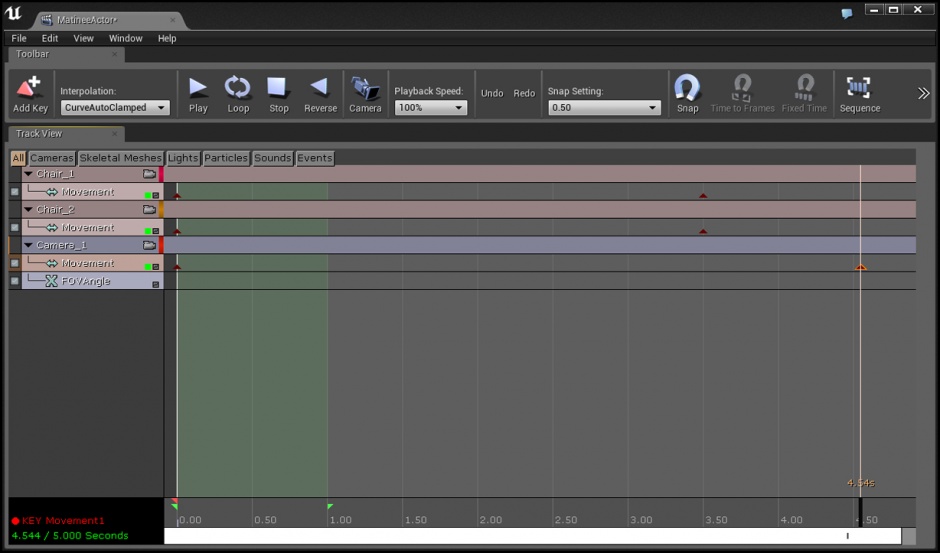 MatineeActor*
File Edit View Window Help
Toolbar
Add Key
Interpolation:
CurveAutoClamped
Play Loop Stop Reverse Camera
Playback Speed:
100%
Undo Redo
Snap Setting:
0.50
Snap Time to Frames Fixed Time Sequence
Track View
All Cameras Skeletal Meshes Lights Particles Sounds Events
Chair_1
Movement
Chair_2
Movement
Camera_1
Movement
FOVAngle
4.54s
KEY Movement1
0.00 0.50 1.00 1.50 2.00 2.50 3.00 3.50 4.00 .50
4.544 / 5.000 Seconds